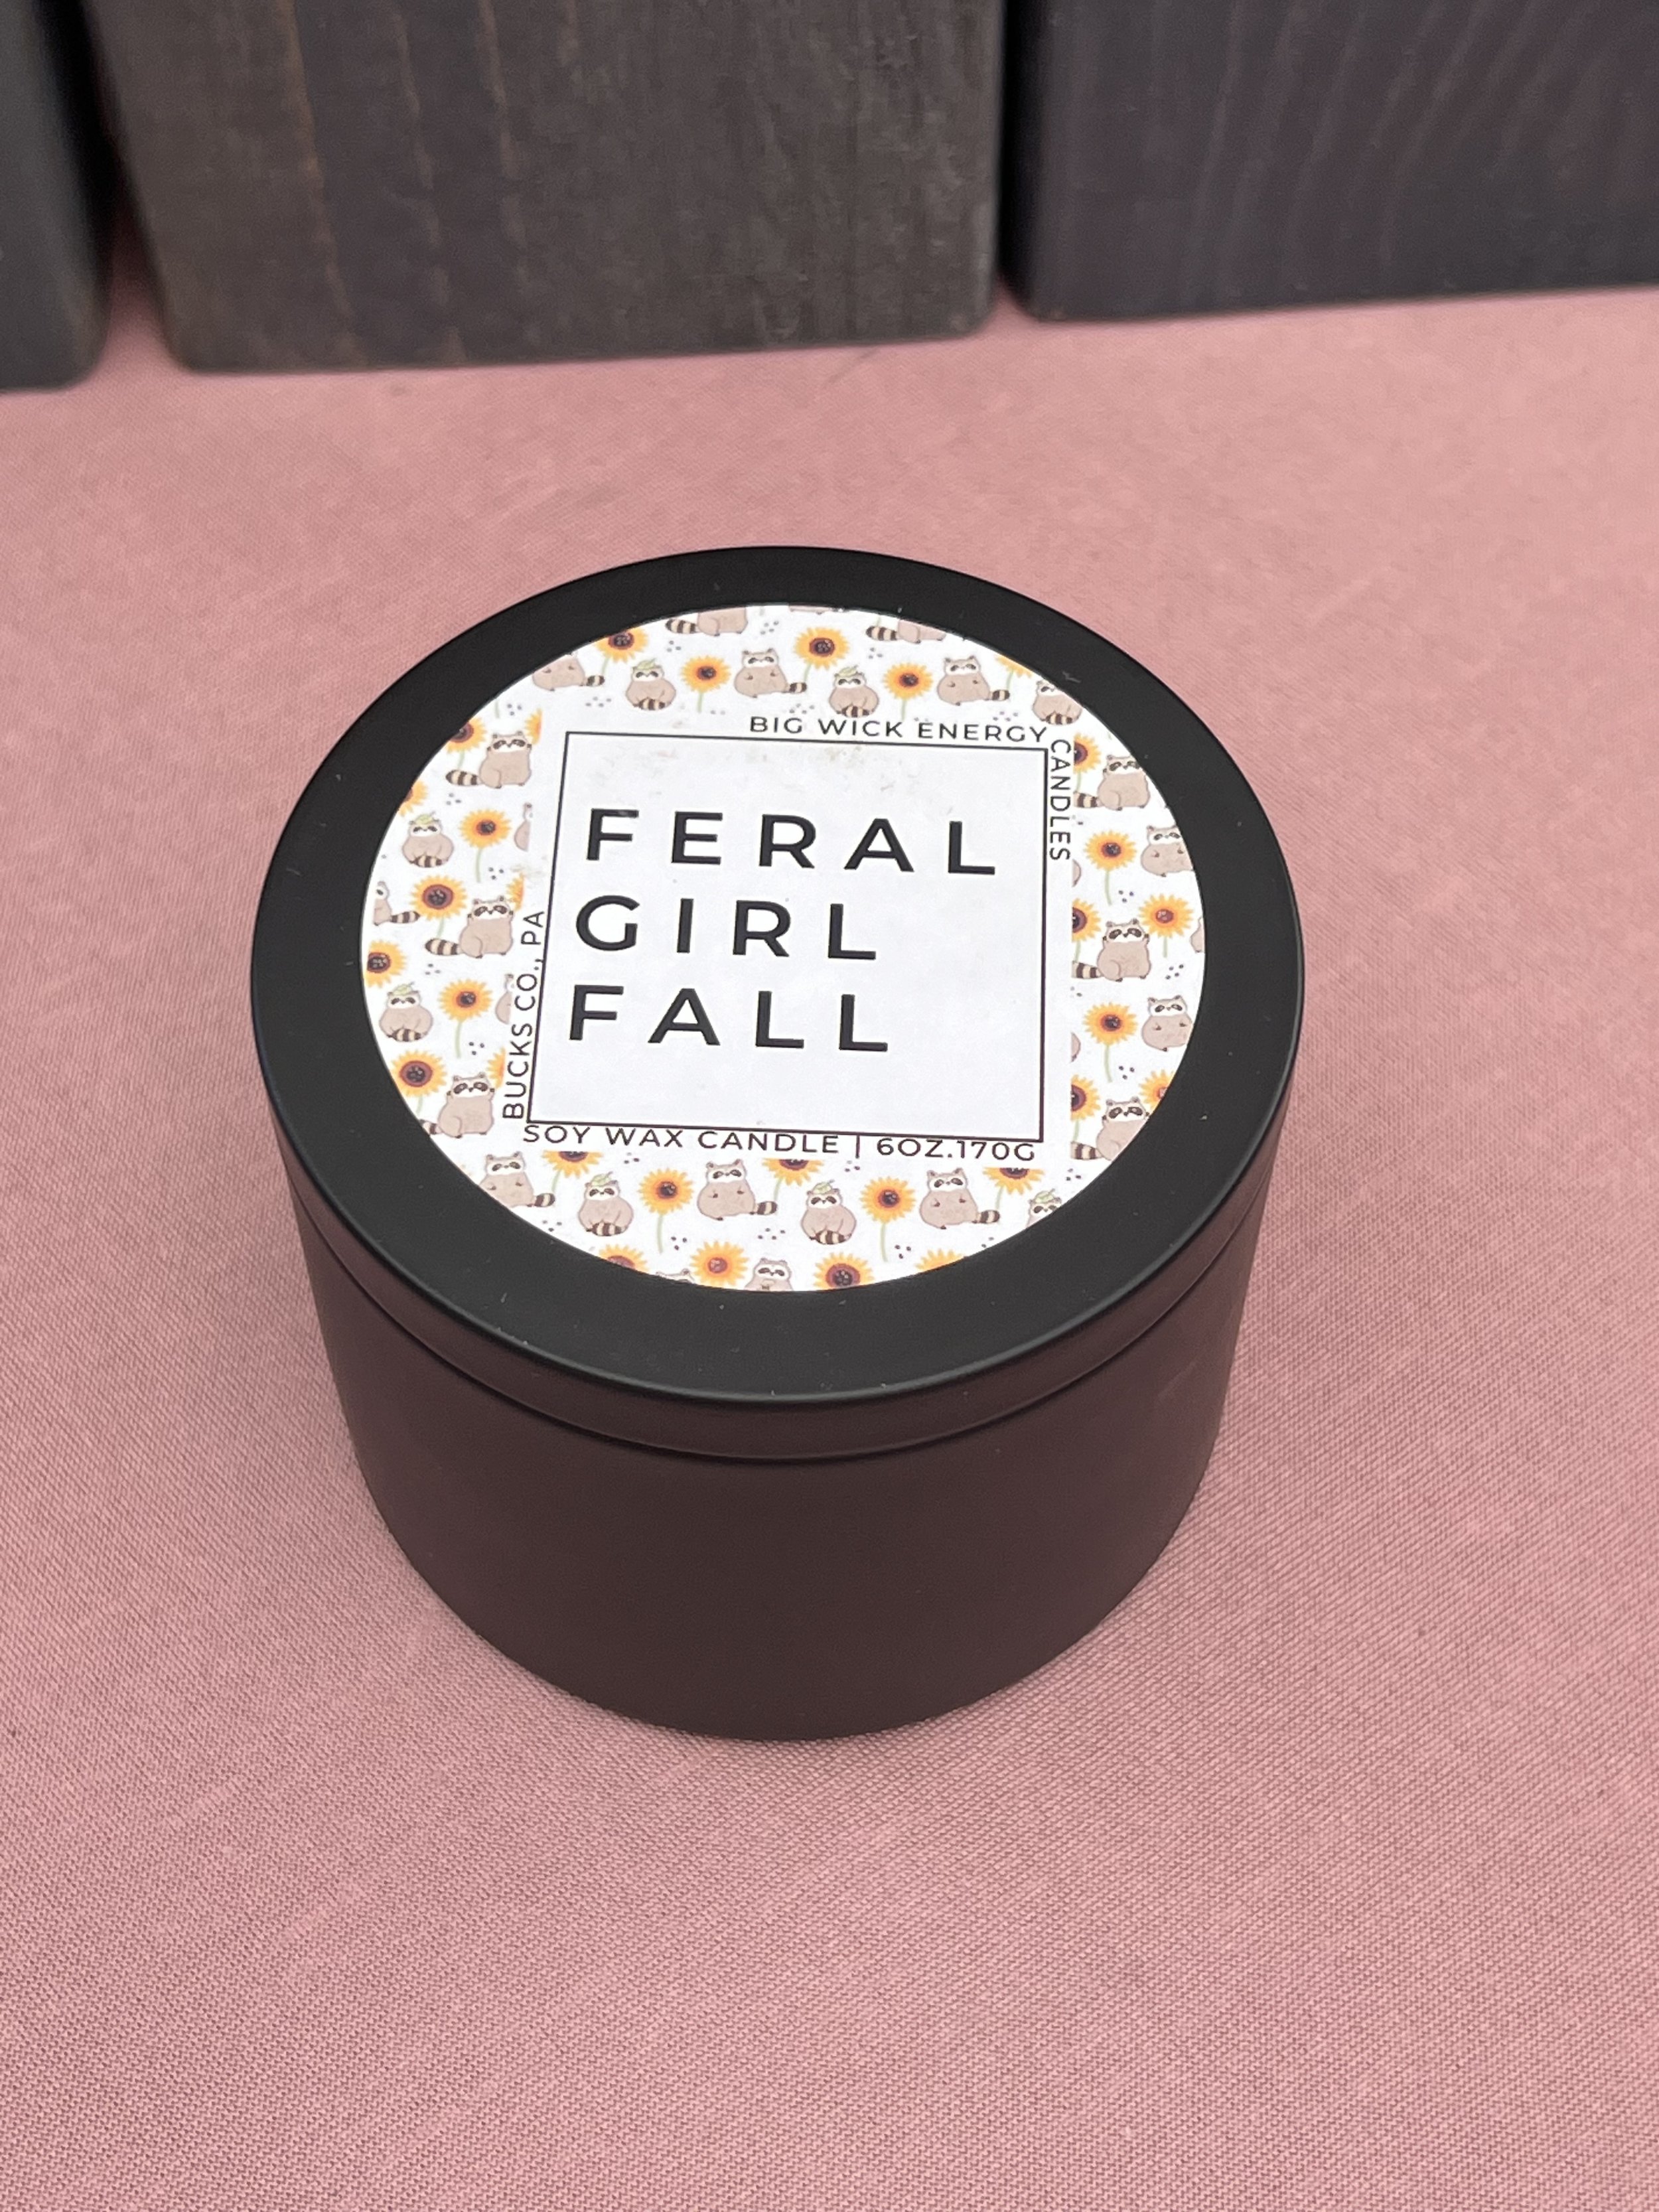 BIG WICK ENERGY
CANDLES
FERAL
GIRL
FALL
BUCKS CO., PA
SOY WAX CANDLE | 6OZ.170G